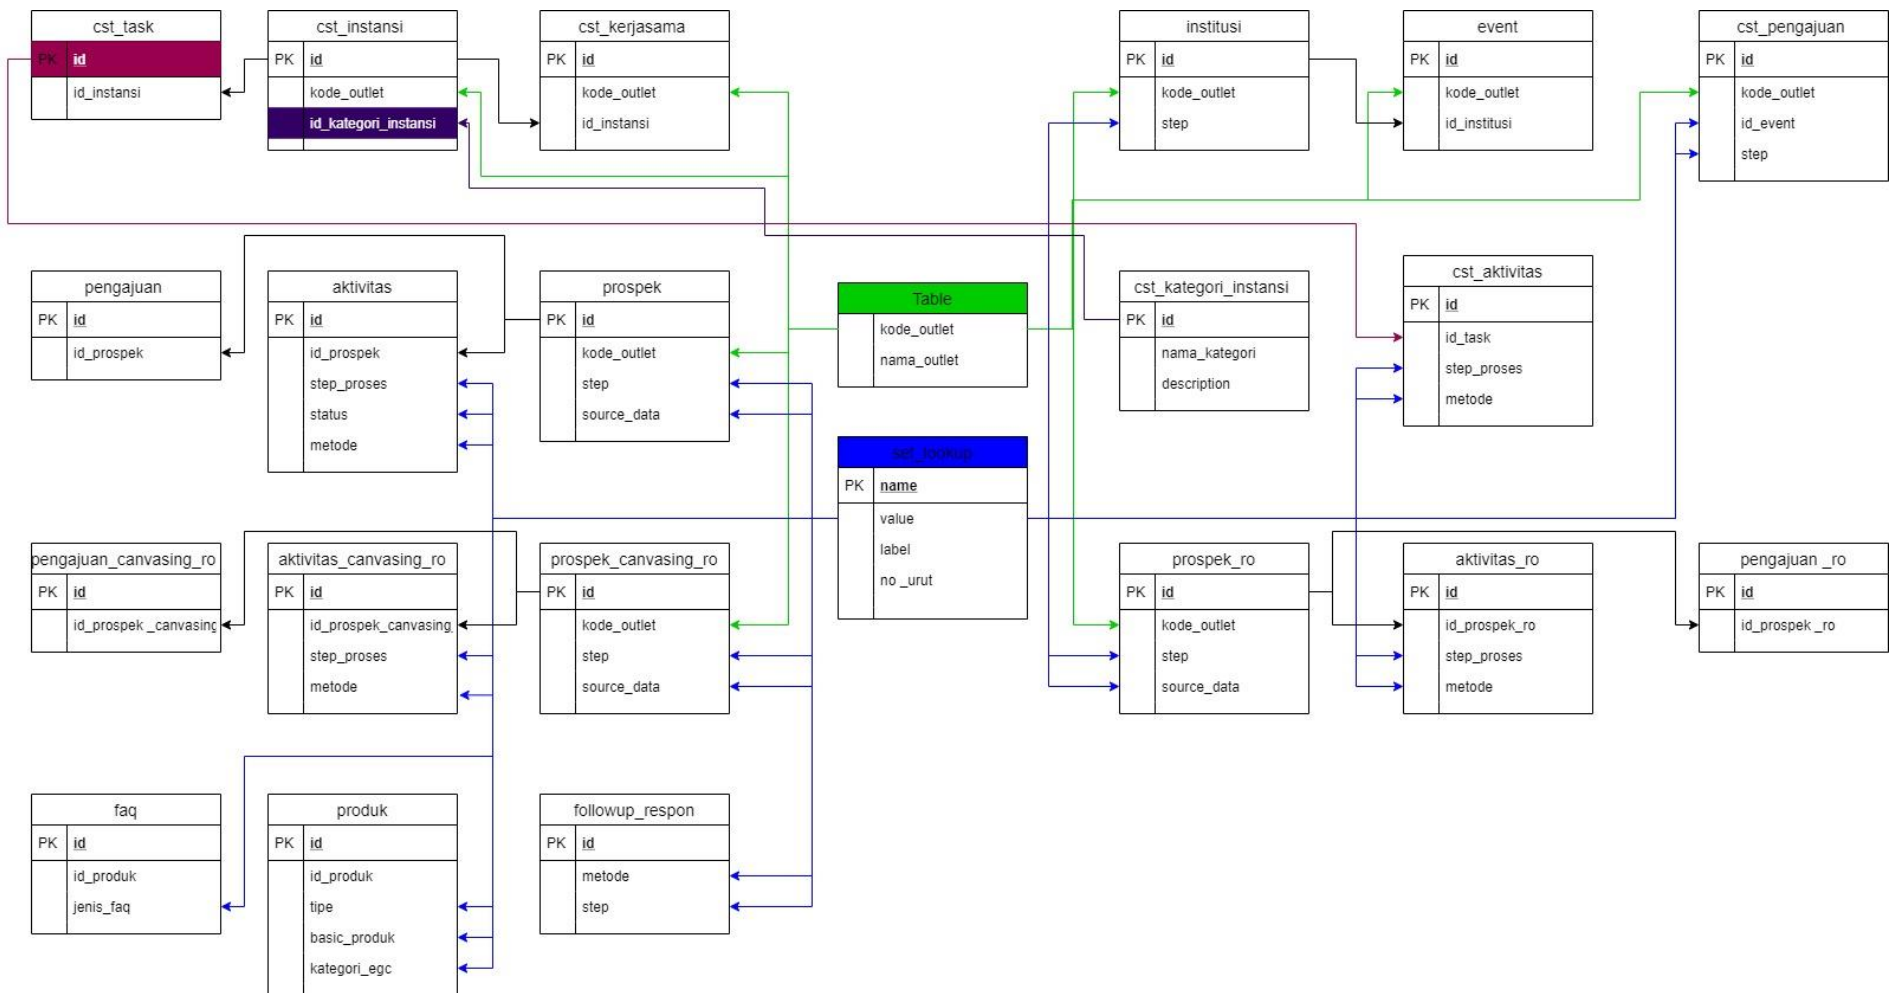 cst_task
PK id
id_instansi
cst_instansi
PK id
kode_outlet
id_kategori_instansi
cst_kerjasama
PK id
kode_outlet
id_instansi
institusi
PK id
kode_outlet
step
event
PK id
kode_outlet
id_institusi
cst_pengajuan
PK id
kode_outlet
id_event
step
pengajuan
PK id
id_prospek
aktivitas
PK id
id_prospek
step_proses
status
metode
prospek
PK id
kode_outlet
step
source_data
Table
kode_outlet
nama_outlet
cst_kategori_instansi
PK id
nama_kategori
description
cst_aktivitas
PK id
id_task
step_proses
metode
set_lookup
PK name
value
label
no _urut
pengajuan_canvasing_ro
PK id
id_prospek _canvasing
aktivitas_canvasing_ro
PK id
id_prospek_canvasing_
step_proses
metode
prospek_canvasing_ro
PK id
kode_outlet
step
source_data
prospek_ro
PK id
kode_outlet
step
source_data
aktivitas_ro
PK id
id_prospek_ro
step_proses
metode
pengajuan _ro
PK id
id_prospek _ro
faq
PK id
id_produk
jenis_faq
produk
PK id
id_produk
tipe
basic_produk
kategori_egc
followup_respon
PK id
metode
step